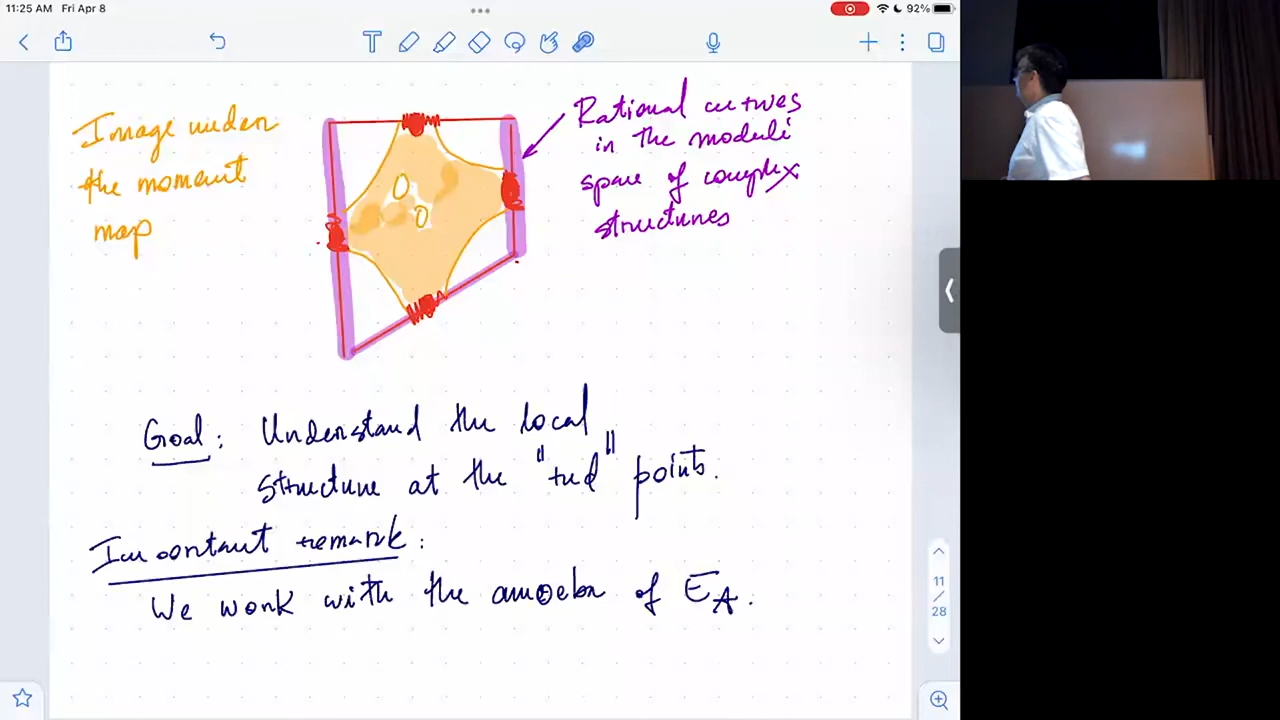 11:25 AM Fri Apr 8
92%
Image under
the moment
map
Rational curves
in the moduli
space of complex
structures
Goal: Understand the local
structure at the "red" points.
Important remark:
We work with the amoeba of E_A.
11
/
28